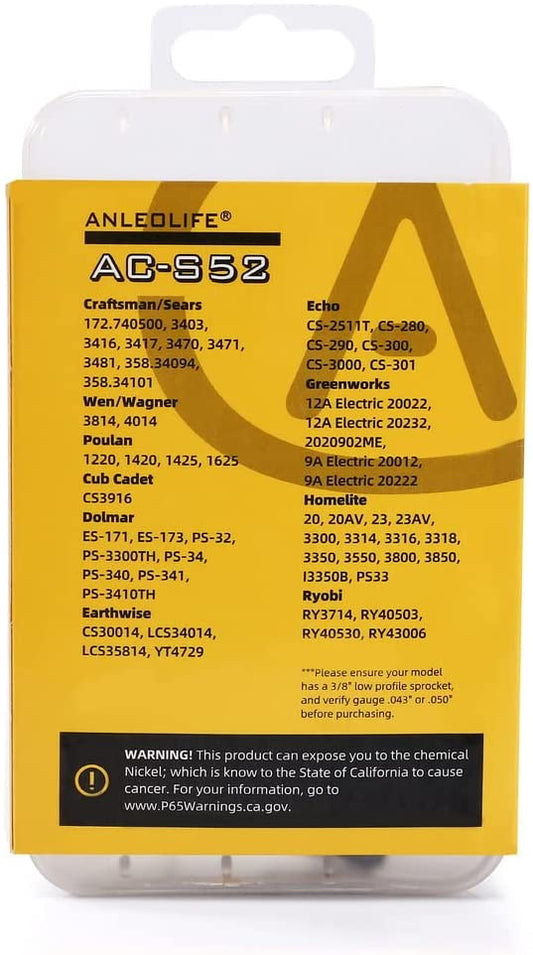 ANLEOLIFE®
AC-S52
Craftsman/Sears
172.740500, 3403,
3416, 3417, 3470, 3471,
3481, 358.34094,
358.34101
Wen/Wagner
3814, 4014
Poulan
1220, 1420, 1425, 1625
Cub Cadet
CS3916
Dolmar
ES-171, ES-173, PS-32,
PS-3300TH, PS-34,
PS-340, PS-341,
PS-3410TH
Earthwise
CS30014, LCS34014,
LCS35814, YT4729
Echo
CS-2511T, CS-280,
CS-290, CS-300,
CS-3000, CS-301
Greenworks
12A Electric 20022,
12A Electric 20232,
2020902ME,
9A Electric 20012,
9A Electric 20222
Homelite
20, 20AV, 23, 23AV,
3300, 3314, 3316, 3318,
3350, 3550, 3800, 3850,
I3350B, PS33
Ryobi
RY3714, RY40503,
RY40530, RY43006
***Please ensure your model
has a 3/8" low profile sprocket,
and verify gauge .043" or .050"
before purchasing.
WARNING! This product can expose you to the chemical
Nickel; which is know to the State of California to cause
cancer. For your information, go to
www.P65Warnings.ca.gov.